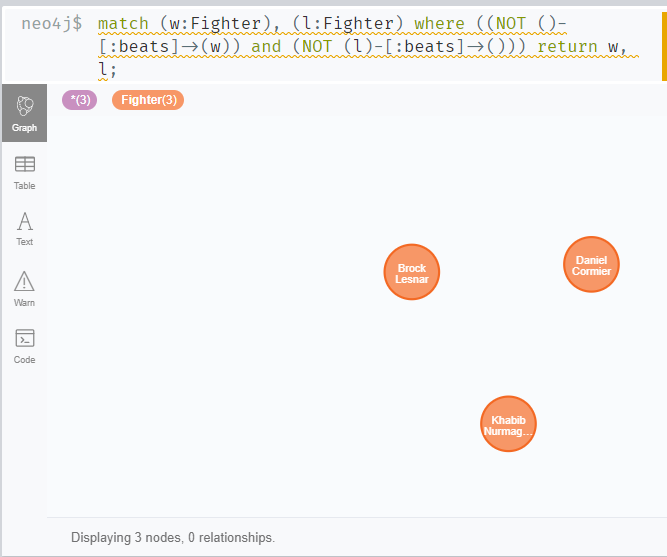 neo4j$ match (w:Fighter), (l:Fighter) where ((NOT ()-
[:beats]→(w)) and (NOT (l)-[:beats]→())) return w,
l;
*(3) Fighter(3)
Graph
Table
Text
Warn
Code
Brock
Lesnar
Daniel
Cormier
Khabib
Nurmag…
Displaying 3 nodes, 0 relationships.